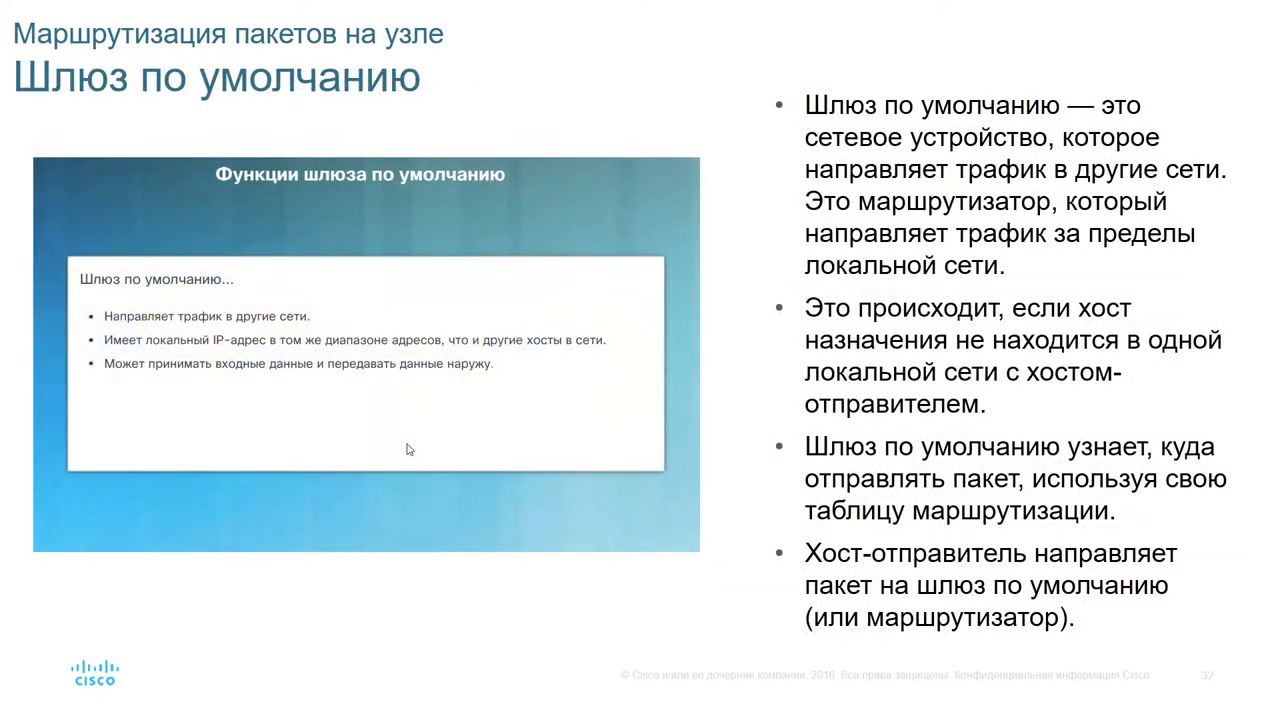 Маршрутизация пакетов на узле
Шлюз по умолчанию
Функции шлюза по умолчанию
Шлюз по умолчанию...
• Направляет трафик в другие сети.
• Имеет локальный IP-адрес в том же диапазоне адресов, что и другие хосты в сети.
• Может принимать входные данные и передавать данные наружу.
• Шлюз по умолчанию — это
сетевое устройство, которое
направляет трафик в другие сети.
Это маршрутизатор, который
направляет трафик за пределы
локальной сети.
• Это происходит, если хост
назначения не находится в одной
локальной сети с хостом-
отправителем.
• Шлюз по умолчанию узнает, куда
отправлять пакет, используя свою
таблицу маршрутизации.
• Хост-отправитель направляет
пакет на шлюз по умолчанию
(или маршрутизатор).
CISCO
© Cisco и/или ее дочерние компании, 2016. Все права защищены. Конфиденциальная информация Cisco
32